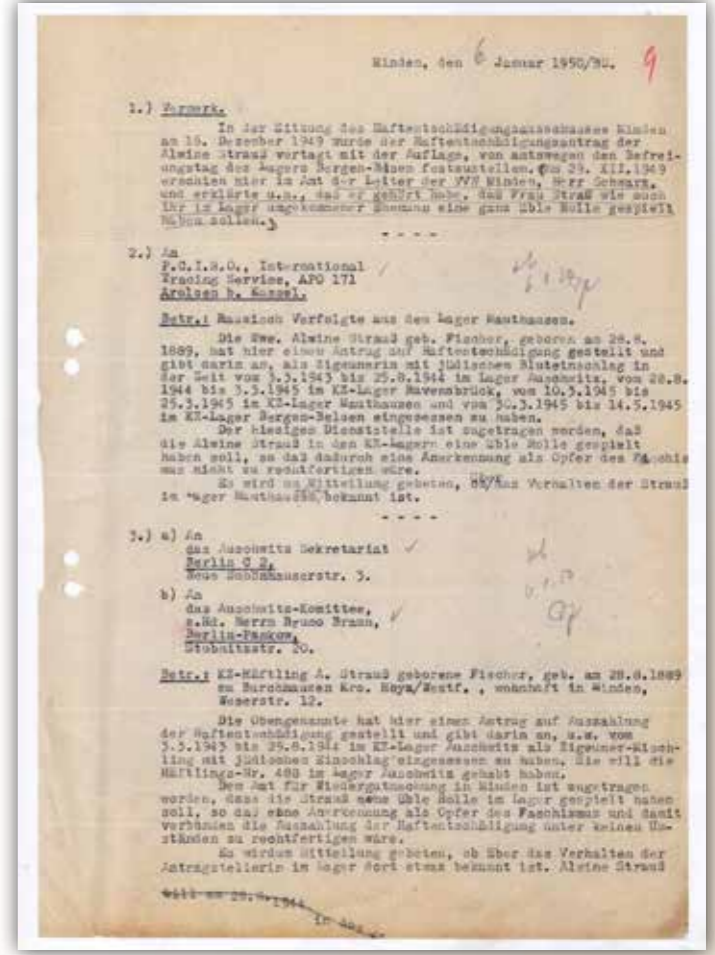 Minden, den 6 Januar 1950/
9
1.) Vermerk.
In der Sitzung des Haftentschädigungsausschusses Minden
am 16. Dezember 1949 wurde der Haftentschädigungsantrag der
Alwine Strauß vertagt mit der Auflage, von amtswegen den Befrei-
ungstag des Lagers Bergen-Belsen festzustellen. Am 29. XII.1949
erschien hier im Amt der Leiter der VVN Minden, Herr Schwarz,
und erklärte u.a., daß er gehört habe, daß Frau Strauß wie auch
ihr im Lager umgekommener Ehemann eine ganz üble Rolle gespielt
haben sollen.
- - - -
2.) An
P.C.I.R.O., International
Tracing Service, APO 171
Arolsen b. Kassel.
Betr.: Rassisch Verfolgte aus dem Lager Mauthausen.
Die Wwe. Alwine Strauß geb. Fischer, geboren am 28.8.
1889, hat hier einen Antrag auf Haftentschädigung gestellt und
gibt darin an, als Zigeunerin mit jüdischem Bluteinschlag in
der Zeit vom 3.3.1943 bis 25.8.1944 im Lager Auschwitz, vom 28.8.
1944 bis 3.3.1945 im KZ-Lager Ravensbrück, vom 10.3.1945 bis
25.3.1945 im KZ-Lager Mauthausen und vom 30.3.1945 bis 14.5.1945
im KZ-Lager Bergen-Belsen eingesessen zu haben.
Der hiesigen Dienststelle ist zugetragen worden, daß
die Alwine Strauß in den KZ-Lagern eine üble Rolle gespielt
haben soll, so daß dadurch eine Anerkennung als Opfer des Faschis
mus nicht zu rechtfertigen wäre.
Es wird um Mitteilung gebeten, ob über das Verhalten der Strauß
im Lager Mauthausen bekannt ist.
- - - -
3.) a) An
das Auschwitz Sekretariat
Berlin C 2,
Neue Schönhauserstr. 3.
b) An
das Auschwitz-Komittee,
z.Hd. Herrn Bruno Braun,
Berlin-Pankow,
Stubnitzstr. 20.
Betr.: KZ-Häftling A. Strauß geborene Fischer, geb. am 28.8.1889
zu Burchhausen Krs. Hoya/Westf. , wohnhaft in Minden,
Weserstr. 12.
Die Obengenannte hat hier einen Antrag auf Auszahlung
der Haftentschädigung gestellt und gibt darin an, u.a. vom
3.3.1943 bis 25.8.1944 im KZ-Lager Auschwitz als Zigeuner-Misch-
ling mit jüdischem Einschlag eingesessen zu haben. Sie will die
Häftlings-Nr. 488 im Lager Auschwitz gehabt haben.
Dem Amt für Wiedergutmachung in Minden ist zugetragen
worden, dass die Strauß eine üble Rolle im Lager gespielt haben
soll, so daß eine Anerkennung als Opfer des Faschismus und damit
verbunden die Auszahlung der Haftentschädigung unter keinen Um-
ständen zu rechtfertigen wäre.
Es wird um Mitteilung gebeten, ob über das Verhalten der
Antragstellerin im Lager dort etwas bekannt ist. Alwine Strauß
will am 28.8.1944
in das